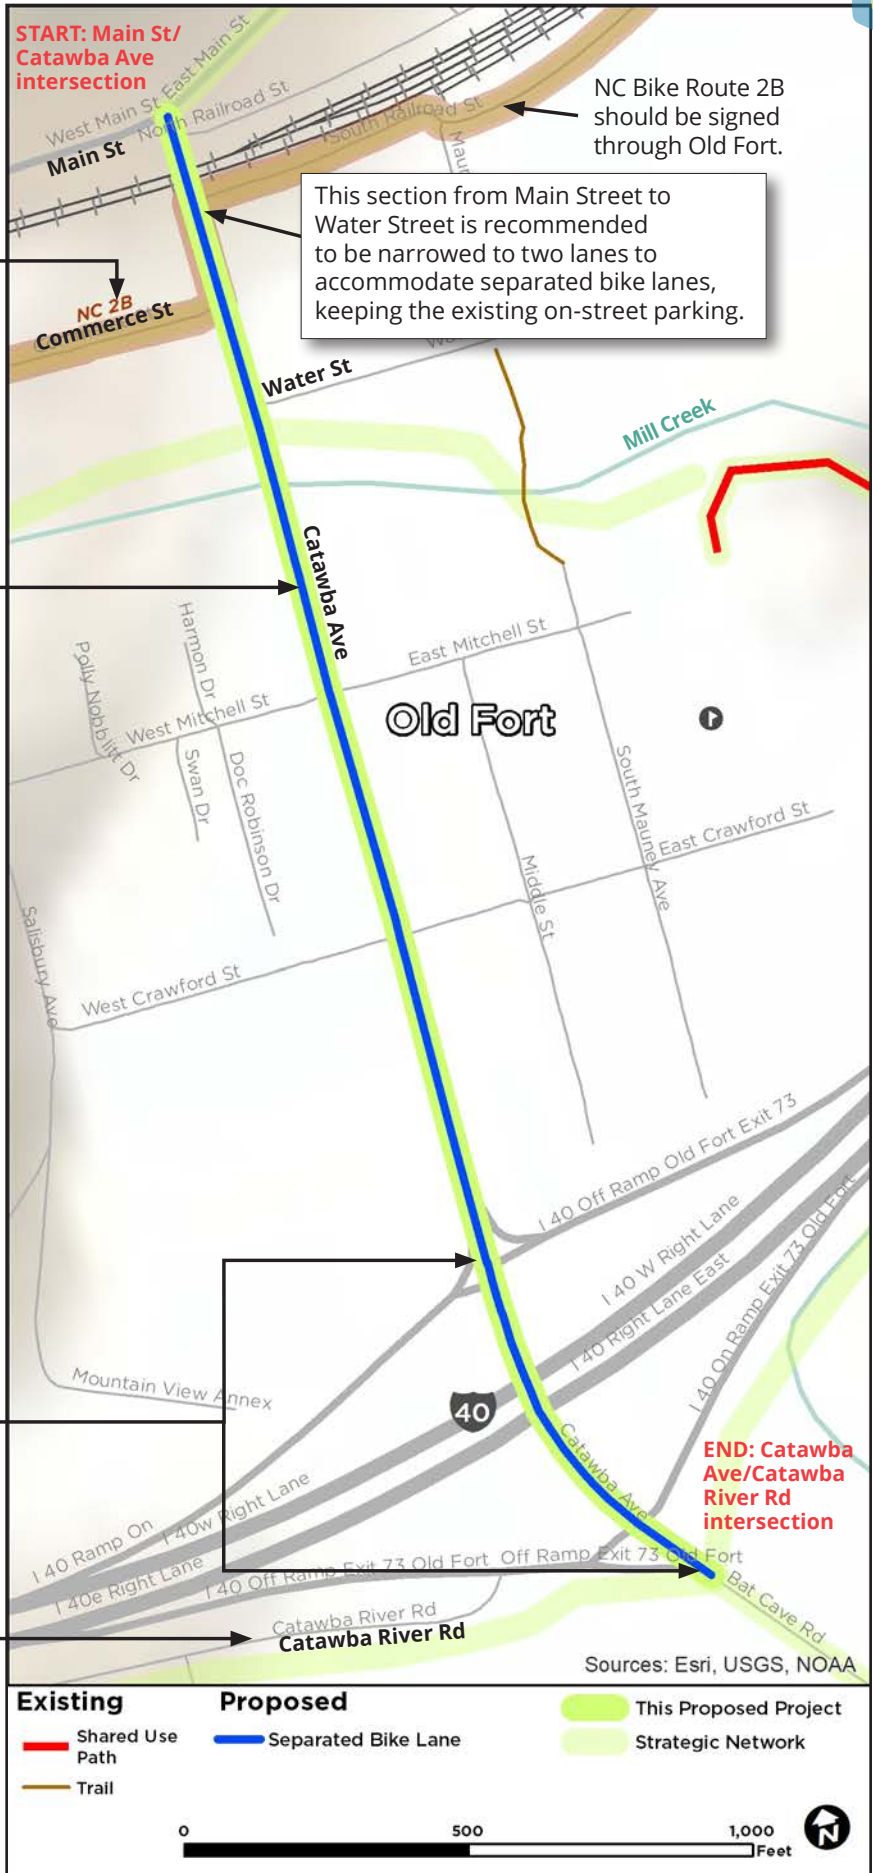 START: Main St/
Catawba Ave
intersection
East Main St
West Main St
North Railroad St
Main St
South Railroad St
NC Bike Route 2B
should be signed
through Old Fort.
This section from Main Street to
Water Street is recommended
to be narrowed to two lanes to
accommodate separated bike lanes,
keeping the existing on-street parking.
NC 2B
Commerce St
Water St
Mill Creek
Catawba Ave
Harmon Dr
Polly Nobblitt Dr
East Mitchell St
West Mitchell St
Old Fort
Swan Dr
Doc Robinson Dr
South Mauney Ave
East Crawford St
Middle St
Salisbury Ave
West Crawford St
I 40 Off Ramp Old Fort Exit 73
I 40 W Right Lane
I 40 Right Lane East
I 40 On Ramp Exit 73 Old Fort
Mountain View Annex
40
Catawba Ave
END: Catawba
Ave/Catawba
River Rd
intersection
I 40 Ramp On
I 40w Right Lane
I 40e Right Lane
I 40 Off Ramp Exit 73 Old Fort
Off Ramp Exit 73 Old Fort
Bat Cave Rd
Catawba River Rd
Catawba River Rd
Sources: Esri, USGS, NOAA
Existing
Proposed
This Proposed Project
Shared Use
Path
Separated Bike Lane
Strategic Network
Trail
0
500
1,000
Feet
N